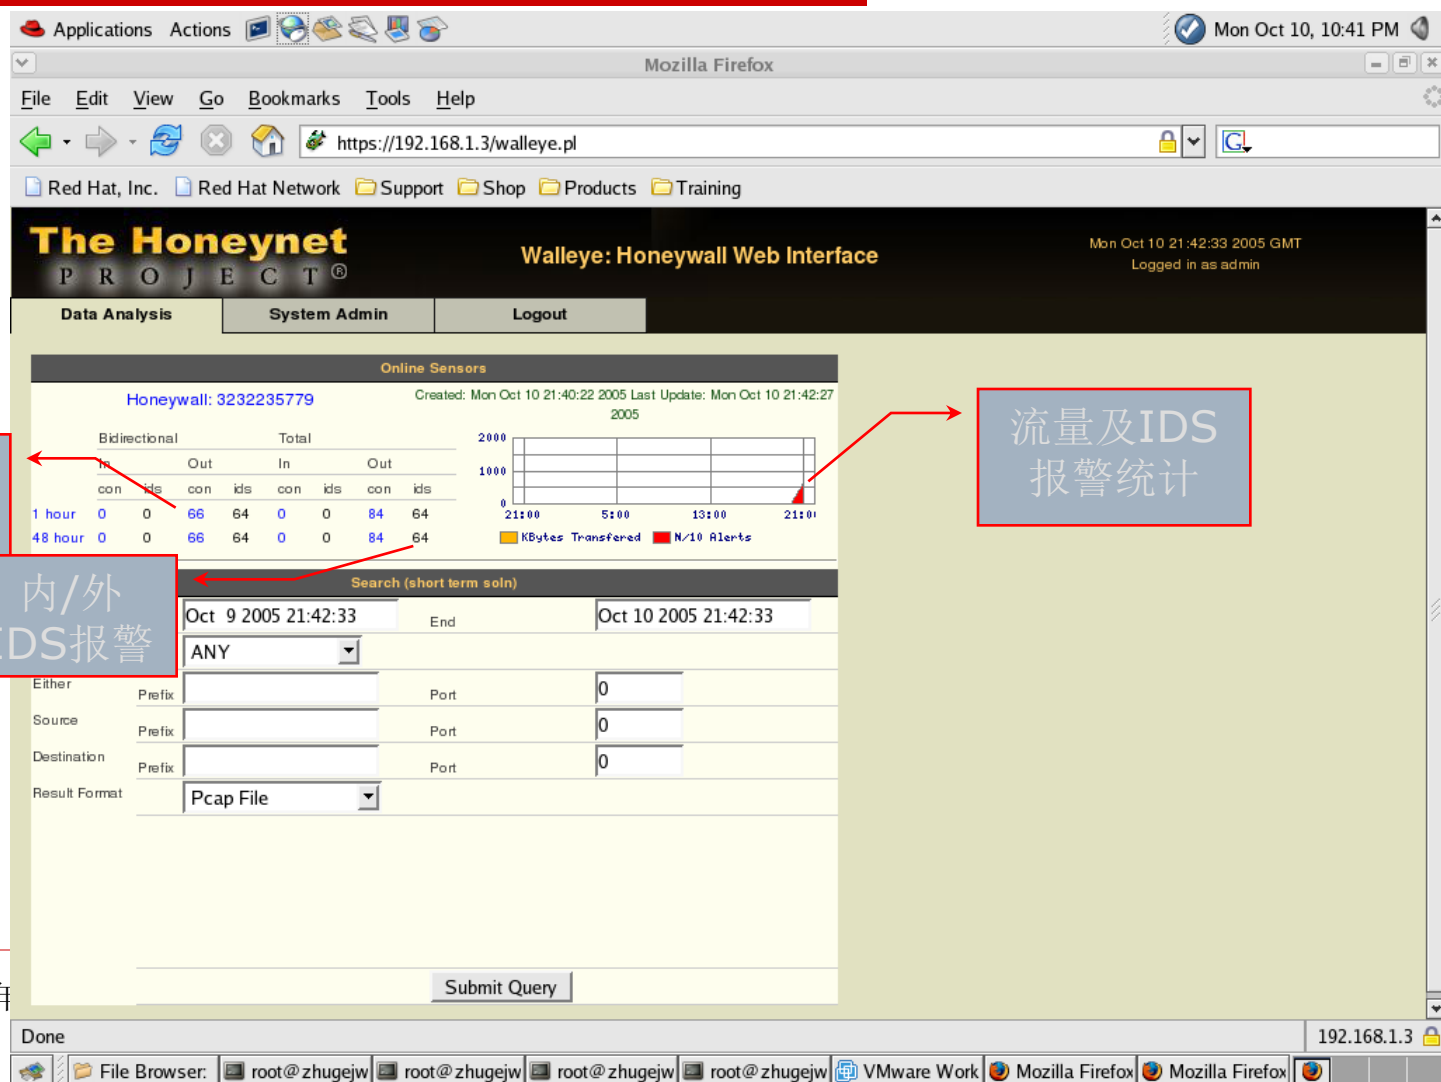 Applications Actions Mon Oct 10, 10:41 PM
Mozilla Firefox
File Edit View Go Bookmarks Tools Help
https://192.168.1.3/walleye.pl G
Red Hat, Inc. Red Hat Network Support Shop Products Training
The Honeynet
PROJECT®
Walleye: Honeywall Web Interface
Mon Oct 10 21:42:33 2005 GMT
Logged in as admin
Data Analysis System Admin Logout
Online Sensors
Honeywall: 3232235779
Created: Mon Oct 10 21:40:22 2005 Last Update: Mon Oct 10 21:42:27
2005
Bidirectional Total
In Out In Out
con ids con ids con ids con ids
1 hour 0 0 66 64 0 0 84 64
48 hour 0 0 66 64 0 0 84 64
2000
1000
0
21:00 5:00 13:00
KBytes Transfered N/10 Alerts
流量及IDS
报警统计
内/外
IDS报警
Search (short term soln)
Oct 9 2005 21:42:33 End Oct 10 2005 21:42:33
ANY
Either Prefix Port 0
Source Prefix Port 0
Destination Prefix Port 0
Result Format Pcap File
Submit Query
Done 192.168.1.3
File Browser: root@zhugejw root@zhugejw root@zhugejw root@zhugejw VMware Work Mozilla Firefox Mozilla Firefox